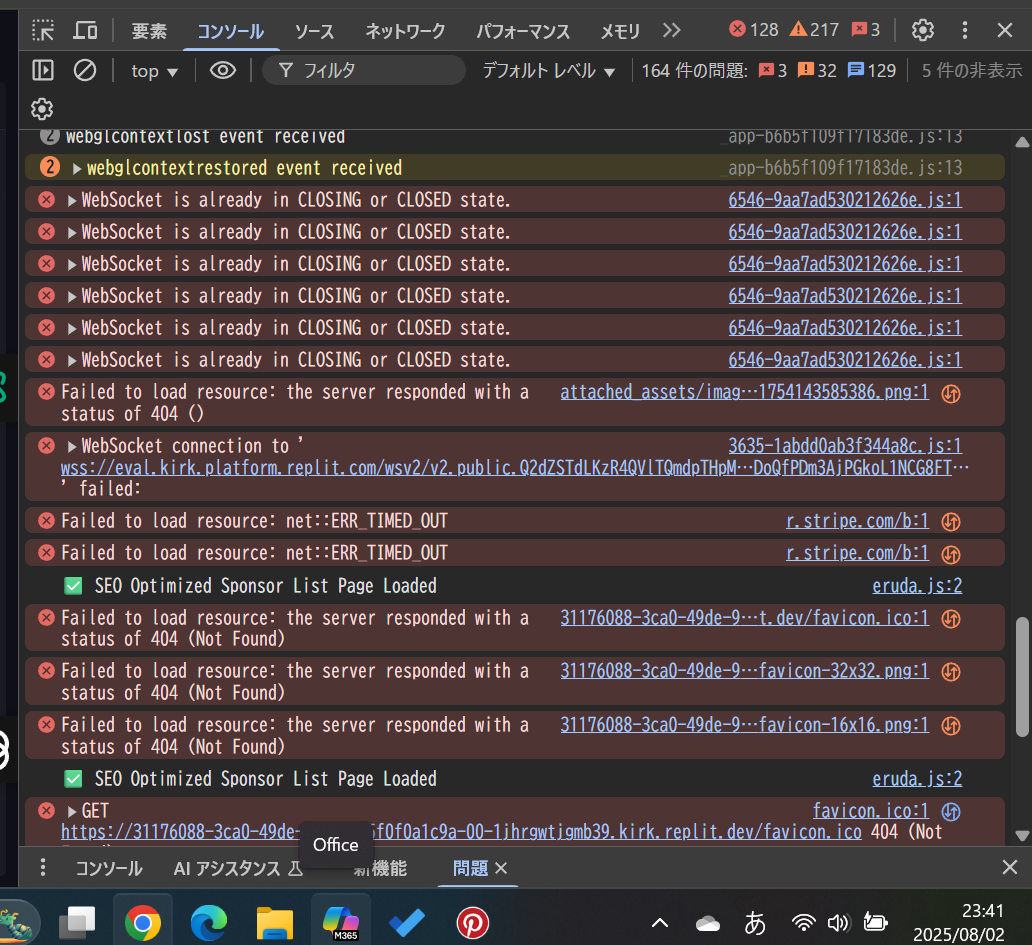 要素 コンソール ソース ネットワーク パフォーマンス メモリ 128 217 3
top フィルタ デフォルト レベル 164 件の問題: 3 32 129 5 件の非表示
2 webglcontextlost event received _app-b6b5f109f17183de.js:13
2 webglcontextrestored event received _app-b6b5f109f17183de.js:13
WebSocket is already in CLOSING or CLOSED state. 6546-9aa7ad530212626e.js:1
WebSocket is already in CLOSING or CLOSED state. 6546-9aa7ad530212626e.js:1
WebSocket is already in CLOSING or CLOSED state. 6546-9aa7ad530212626e.js:1
WebSocket is already in CLOSING or CLOSED state. 6546-9aa7ad530212626e.js:1
WebSocket is already in CLOSING or CLOSED state. 6546-9aa7ad530212626e.js:1
WebSocket is already in CLOSING or CLOSED state. 6546-9aa7ad530212626e.js:1
Failed to load resource: the server responded with a attached_assets/imag…1754143585386.png:1
status of 404 ()
WebSocket connection to ' 3635-1abdd0ab3f344a8c.js:1
wss://eval.kirk.platform.replit.com/wsv2/v2.public.Q2dZSTdLKzR4QVlTQmdpTHpM…DoQfPDm3AjPGkoL1NCG8FT…
' failed:
Failed to load resource: net::ERR_TIMED_OUT r.stripe.com/b:1
Failed to load resource: net::ERR_TIMED_OUT r.stripe.com/b:1
✅ SEO Optimized Sponsor List Page Loaded eruda.js:2
Failed to load resource: the server responded with a 31176088-3ca0-49de-9…t.dev/favicon.ico:1
status of 404 (Not Found)
Failed to load resource: the server responded with a 31176088-3ca0-49de-9…favicon-32x32.png:1
status of 404 (Not Found)
Failed to load resource: the server responded with a 31176088-3ca0-49de-9…favicon-16x16.png:1
status of 404 (Not Found)
✅ SEO Optimized Sponsor List Page Loaded eruda.js:2
GET favicon.ico:1
https://31176088-3ca0-49de- f0f0a1c9a-00-1jhrgwtjgmb39.kirk.replit.dev/favicon.ico 404 (Not
Office
コンソール AI アシスタンス 新機能 問題
M365
あ
23:41
2025/08/02